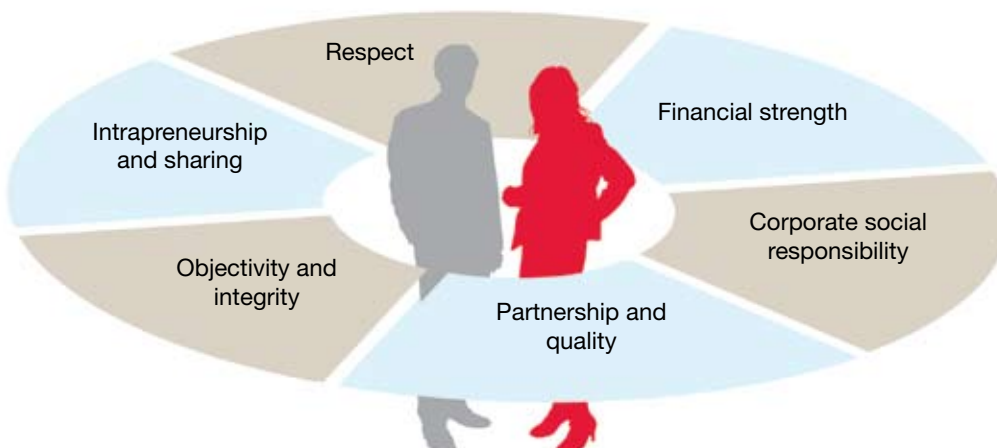 Respect
Financial strength
Intrapreneurship
and sharing
Corporate social
responsibility
Objectivity and
integrity
Partnership and
quality